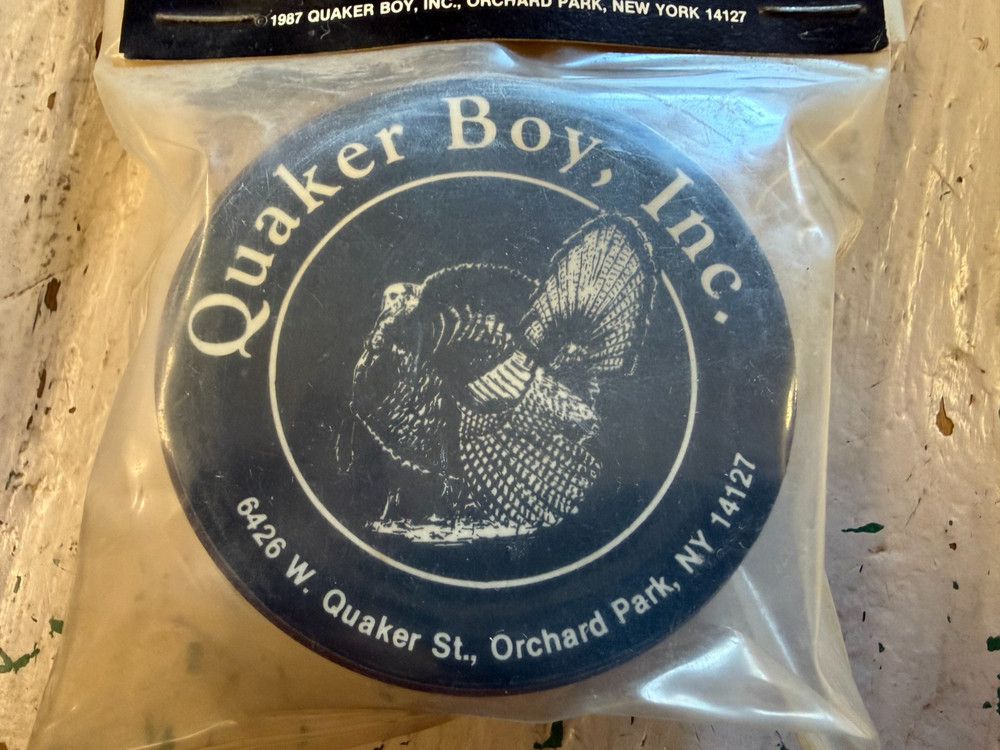 ©1987 QUAKER BOY, INC., ORCHARD PARK, NEW YORK 14127
Quaker Boy, Inc.
6426 W. Quaker St., Orchard Park, NY 14127